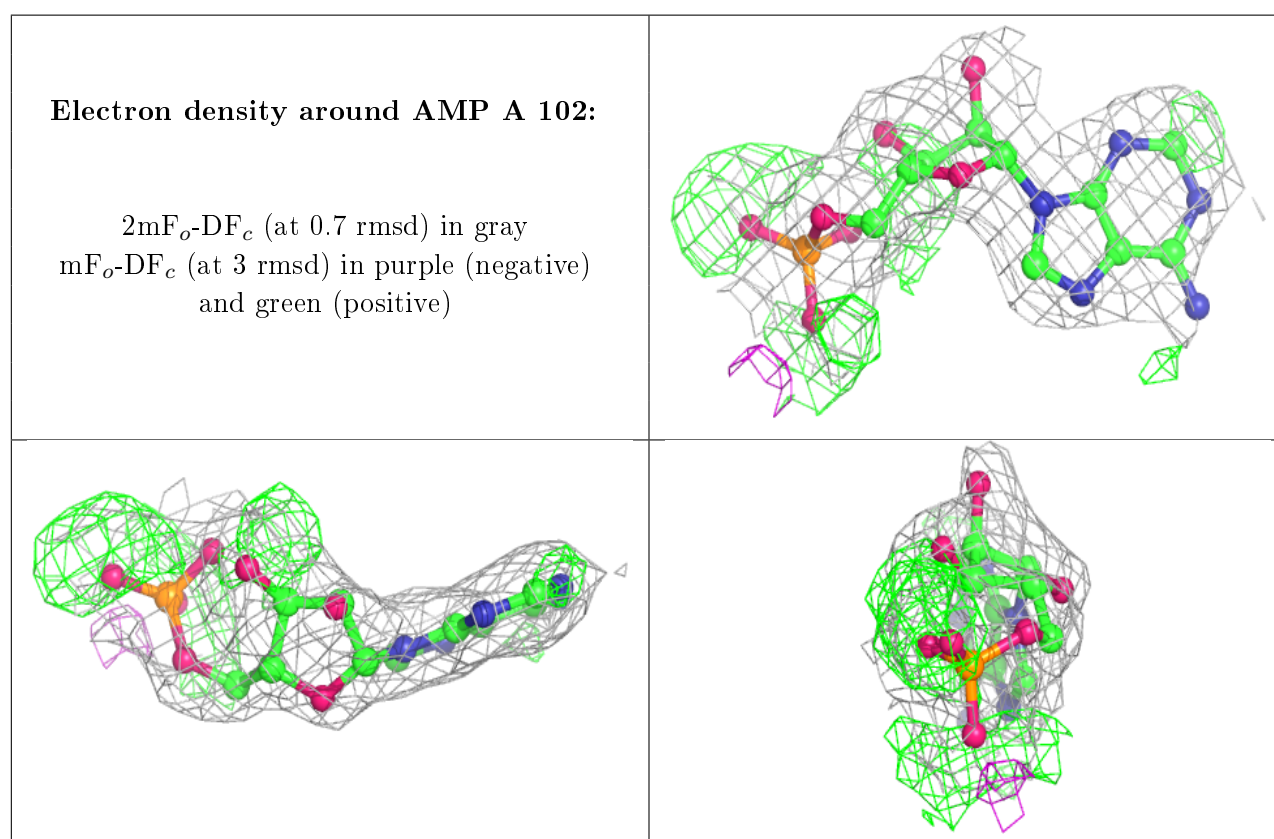 Electron density around AMP A 102:
2mFo-DFc (at 0.7 rmsd) in gray
mFo-DFc (at 3 rmsd) in purple (negative)
and green (positive)